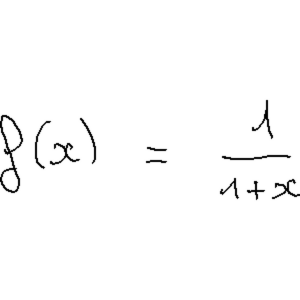 f(x) = 1/(1+x)